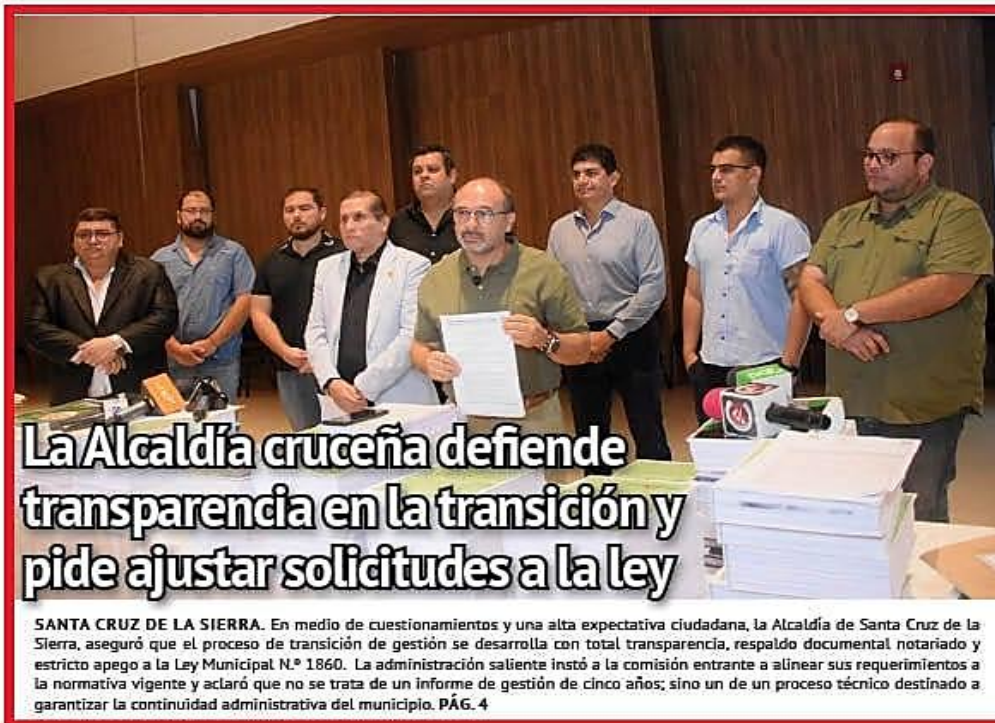 La Alcaldía cruceña defiende
transparencia en la transición y
pide ajustar solicitudes a la ley
SANTA CRUZ DE LA SIERRA. En medio de cuestionamientos y una alta expectativa ciudadana, la Alcaldía de Santa Cruz de la
Sierra, aseguró que el proceso de transición de gestión se desarrolla con total transparencia, respaldo documental notariado y
estricto apego a la Ley Municipal N.º 1860. La administración saliente instó a la comisión entrante a alinear sus requerimientos a
la normativa vigente y aclaró que no se trata de un informe de gestión de cinco años; sino un de un proceso técnico destinado a
garantizar la continuidad administrativa del municipio. PÁG. 4